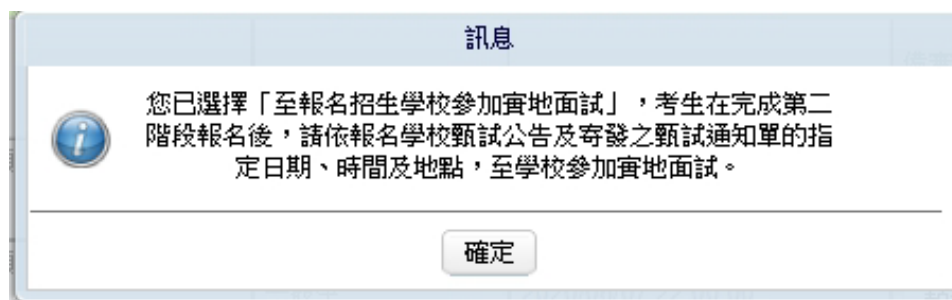 訊息
您已選擇「至報名招生學校參加實地面試」，考生在完成第二
階段報名後，請依報名學校甄試公告及寄發之甄試通知單的指
定日期、時間及地點，至學校參加實地面試。
確定